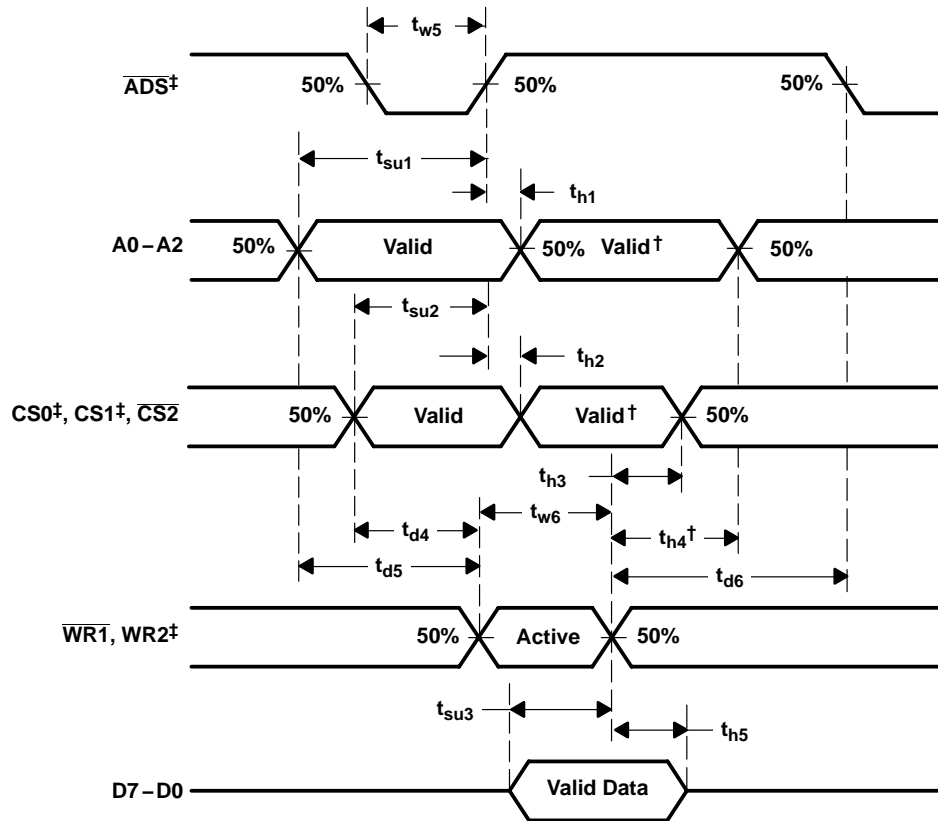 tw5
ADS‡ 50% 50% 50%
tsu1
th1
A0–A2 50% Valid 50% Valid† 50%
tsu2
th2
CS0‡, CS1‡, CS2 50% Valid Valid† 50%
th3
tw6
td4 th4†
td5 td6
WR1, WR2‡ 50% Active 50%
tsu3
th5
D7–D0 Valid Data